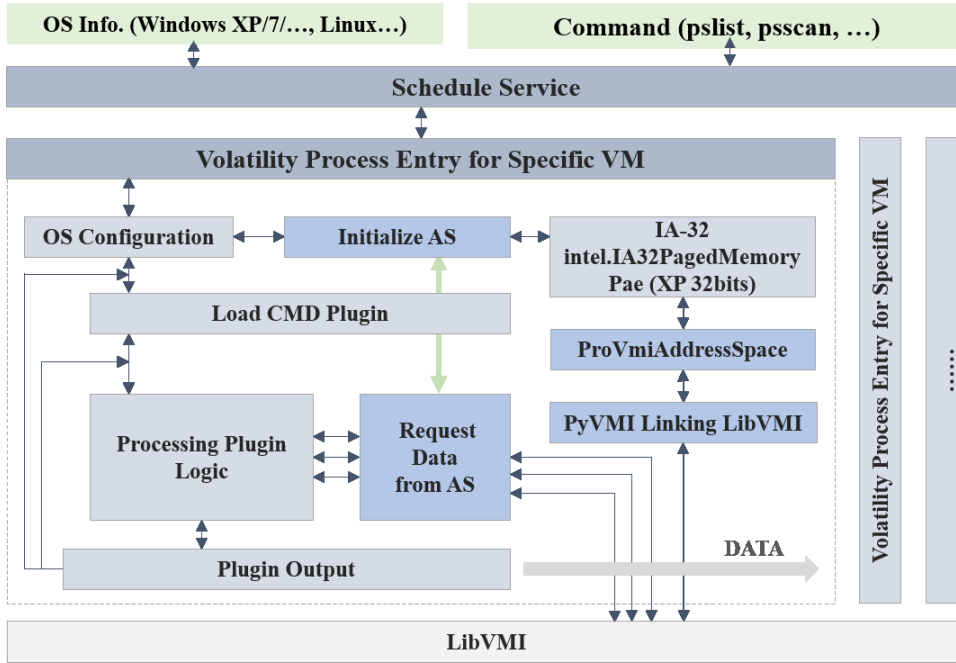 OS Info. (Windows XP/7/…, Linux…)
Command (pslist, psscan, …)
Schedule Service
Volatility Process Entry for Specific VM
OS Configuration
Initialize AS
IA-32
intel.IA32PagedMemory
Pae (XP 32bits)
Load CMD Plugin
ProVmiAddressSpace
PyVMI Linking LibVMI
Processing Plugin
Logic
Request
Data
from AS
Plugin Output
DATA
Volatility Process Entry for Specific VM
……
LibVMI